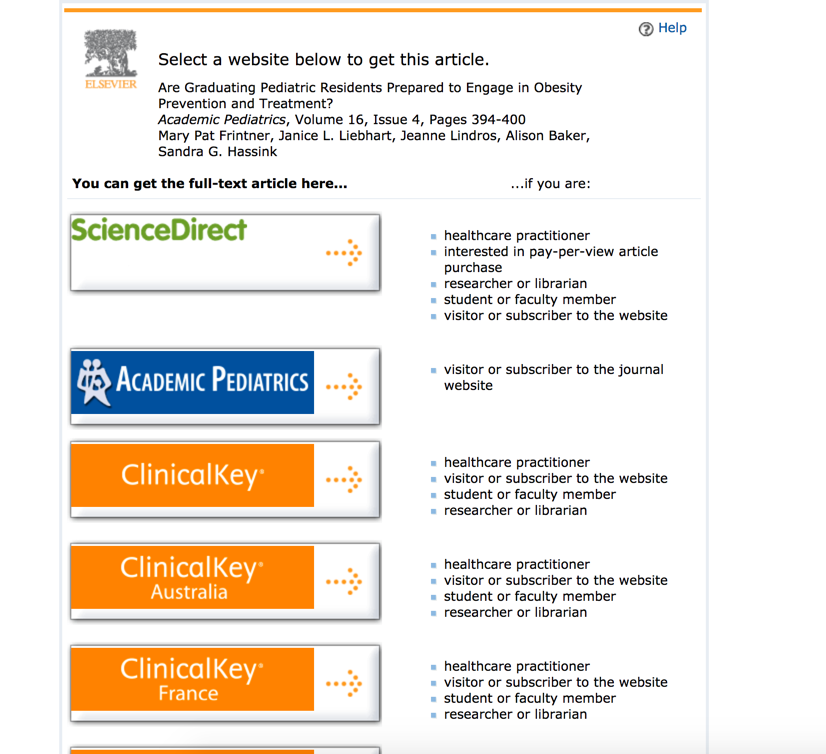 Help
ELSEVIER
Select a website below to get this article.
Are Graduating Pediatric Residents Prepared to Engage in Obesity
Prevention and Treatment?
Academic Pediatrics, Volume 16, Issue 4, Pages 394-400
Mary Pat Frintner, Janice L. Liebhart, Jeanne Lindros, Alison Baker,
Sandra G. Hassink
You can get the full-text article here... ...if you are:
ScienceDirect
healthcare practitioner
interested in pay-per-view article
purchase
researcher or librarian
student or faculty member
visitor or subscriber to the website
ACADEMIC PEDIATRICS
visitor or subscriber to the journal
website
ClinicalKey®
healthcare practitioner
visitor or subscriber to the website
student or faculty member
researcher or librarian
ClinicalKey®
Australia
healthcare practitioner
visitor or subscriber to the website
student or faculty member
researcher or librarian
ClinicalKey®
France
healthcare practitioner
visitor or subscriber to the website
student or faculty member
researcher or librarian